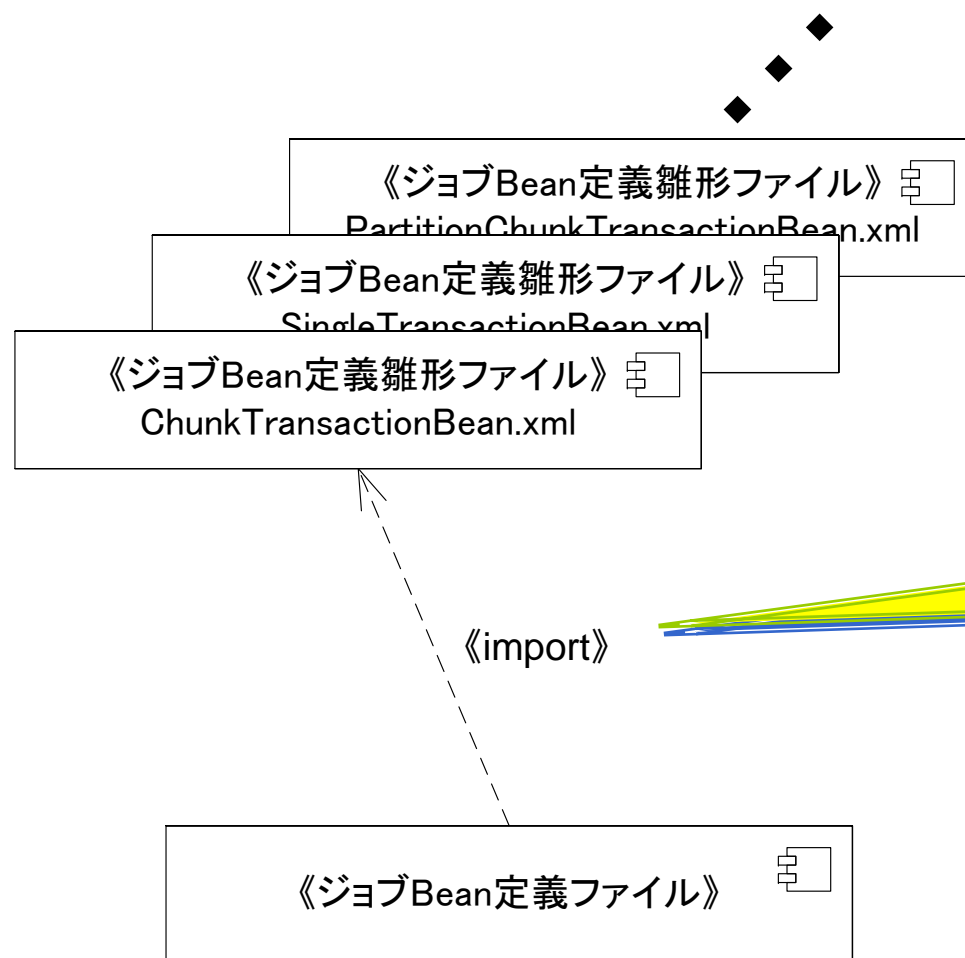 《ジョブBean定義雛形ファイル》
PartitionChunkTransactionBean.xml
《ジョブBean定義雛形ファイル》
SingleTransactionBean.xml
《ジョブBean定義雛形ファイル》
ChunkTransactionBean.xml
《import》
《ジョブBean定義ファイル》